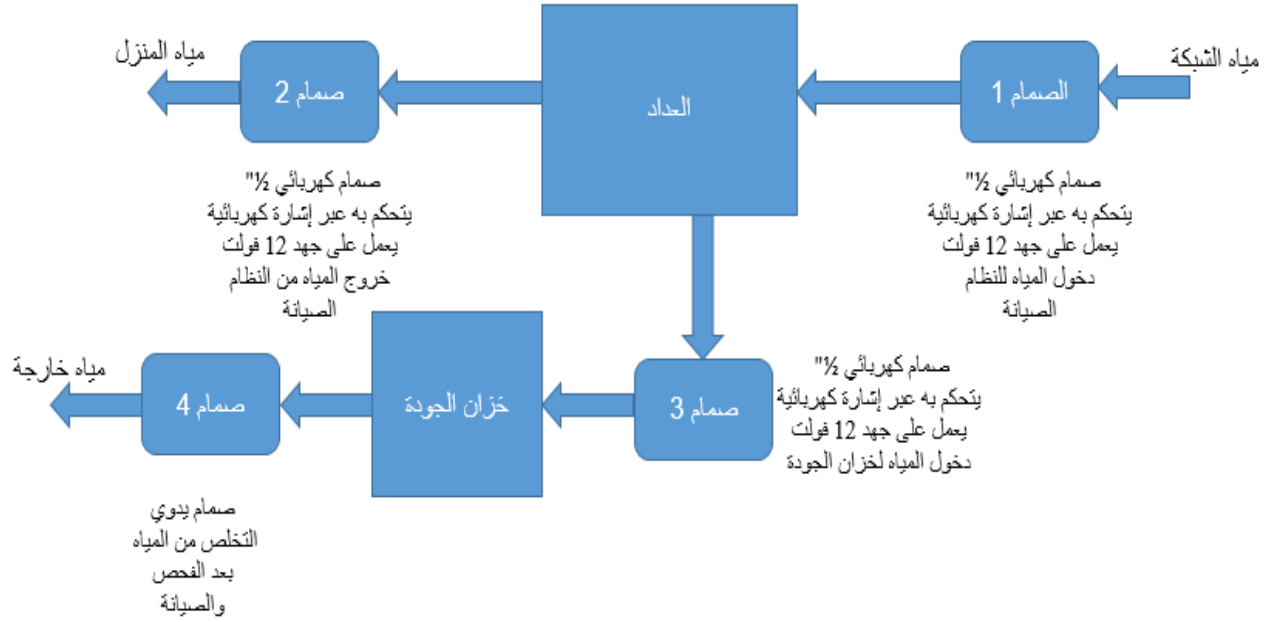 مياه الشبكة
الصمام 1
العداد
صمام 2
مياه المنزل
صمام كهربائي ½"
يتحكم به عبر إشارة كهربائية
يعمل على جهد 12 فولت
دخول المياه للنظام
الصيانة
صمام كهربائي ½"
يتحكم به عبر إشارة كهربائية
يعمل على جهد 12 فولت
خروج المياه من النظام
الصيانة
صمام كهربائي ½"
يتحكم به عبر إشارة كهربائية
يعمل على جهد 12 فولت
دخول المياه لخزان الجودة
صمام 3
خزان الجودة
صمام 4
مياه خارجة
صمام يدوي
التخلص من المياه
بعد الفحص
والصيانة